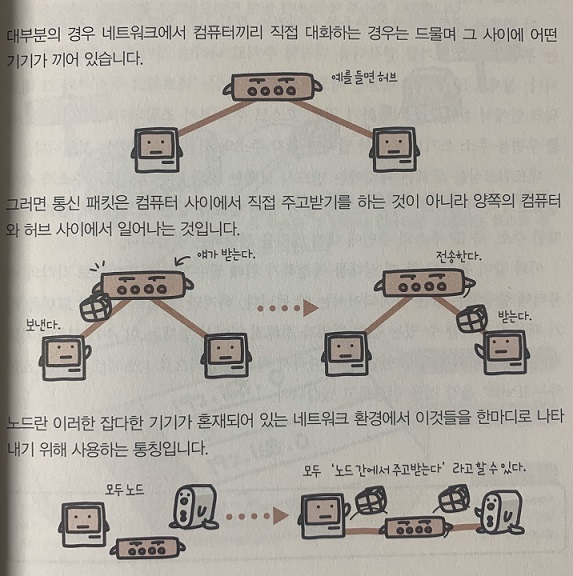 대부분의 경우 네트워크에서 컴퓨터끼리 직접 대화하는 경우는 드물며 그 사이에 어떤
기기가 끼어 있습니다.
예를 들면 허브
그러면 통신 패킷은 컴퓨터 사이에서 직접 주고받기를 하는 것이 아니라 양쪽의 컴퓨터
와 허브 사이에서 일어나는 것입니다.
얘가 받는다.
전송한다.
보낸다.
받는다.
노드란 이러한 잡다한 기기가 혼재되어 있는 네트워크 환경에서 이것들을 한마디로 나타
내기 위해 사용하는 통칭입니다.
모두 노드
모두 ‘노드 간에서 주고받는다’ 라고 할 수 있다.